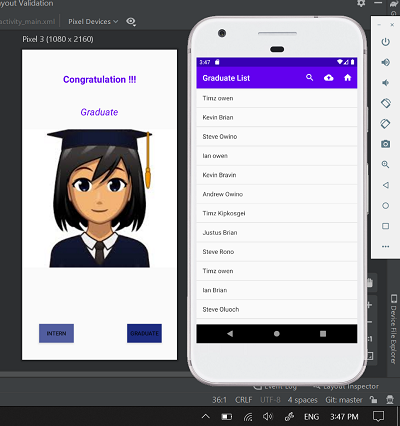 Layout Validation
activity_main.xml
Pixel Devices
Pixel 3 (1080 x 2160)
Congratulation !!!
Graduate
INTERN
GRADUATE
3:47
Graduate List
Timz owen
Kevin Brian
Steve Owino
Ian owen
Kevin Bravin
Andrew Owino
Timz Kipkosgei
Justus Brian
Steve Rono
Timz owen
Ian Brian
Steve Oluoch
Device File Explorer
Event Log
Layout Inspector
36:1 CRLF UTF-8 4 spaces Git: master
ENG 3:47 PM